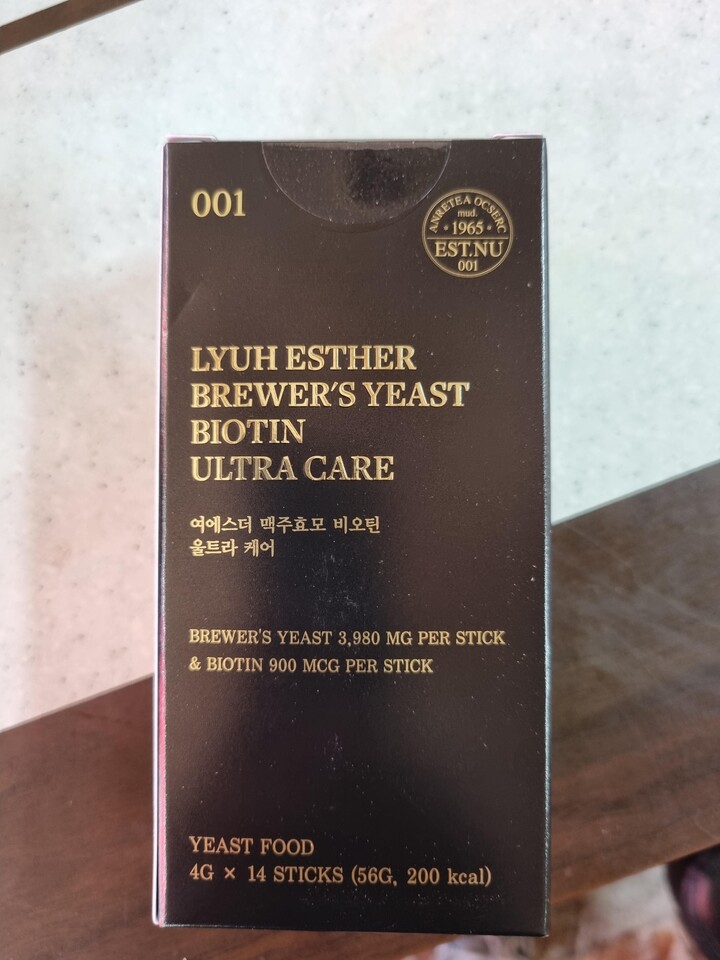 001
ANRETEA OCSERC
mud.
• 1965 •
EST.NU
001
LYUH ESTHER
BREWER'S YEAST
BIOTIN
ULTRA CARE
여에스더 맥주효모 비오틴
울트라 케어
BREWER'S YEAST 3,980 MG PER STICK
& BIOTIN 900 MCG PER STICK
YEAST FOOD
4G × 14 STICKS (56G, 200 kcal)